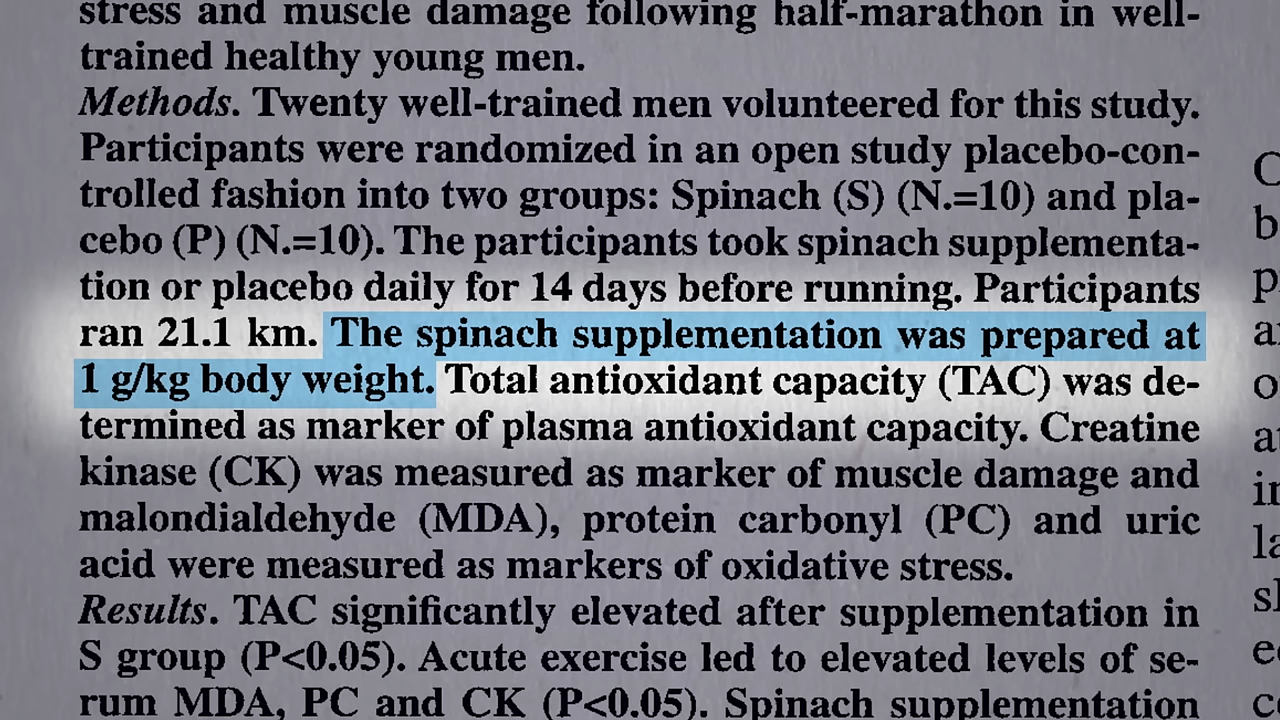 stress and muscle damage following half-marathon in well-
trained healthy young men.
Methods. Twenty well-trained men volunteered for this study.
Participants were randomized in an open study placebo-con-
trolled fashion into two groups: Spinach (S) (N.=10) and pla-
cebo (P) (N.=10). The participants took spinach supplementa-
tion or placebo daily for 14 days before running. Participants
ran 21.1 km. The spinach supplementation was prepared at
1 g/kg body weight. Total antioxidant capacity (TAC) was de-
termined as marker of plasma antioxidant capacity. Creatine
kinase (CK) was measured as marker of muscle damage and
malondialdehyde (MDA), protein carbonyl (PC) and uric
acid were measured as markers of oxidative stress.
Results. TAC significantly elevated after supplementation in
S group (P<0.05). Acute exercise led to elevated levels of se-
rum MDA, PC and CK (P<0.05). Spinach supplementation